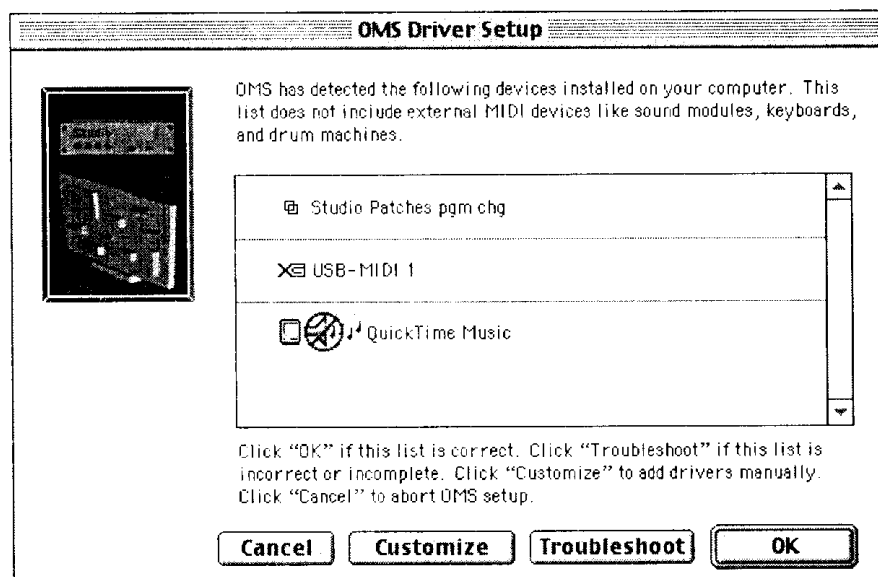 OMS Driver Setup
OMS has detected the following devices installed on your computer. This
list does not include external MIDI devices like sound modules, keyboards,
and drum machines.
Studio Patches pgm chg
USB-MIDI 1
QuickTime Music
Click “OK” if this list is correct. Click “Troubleshoot” if this list is
incorrect or incomplete. Click “Customize” to add drivers manually.
Click “Cancel” to abort OMS setup.
Cancel Customize Troubleshoot OK